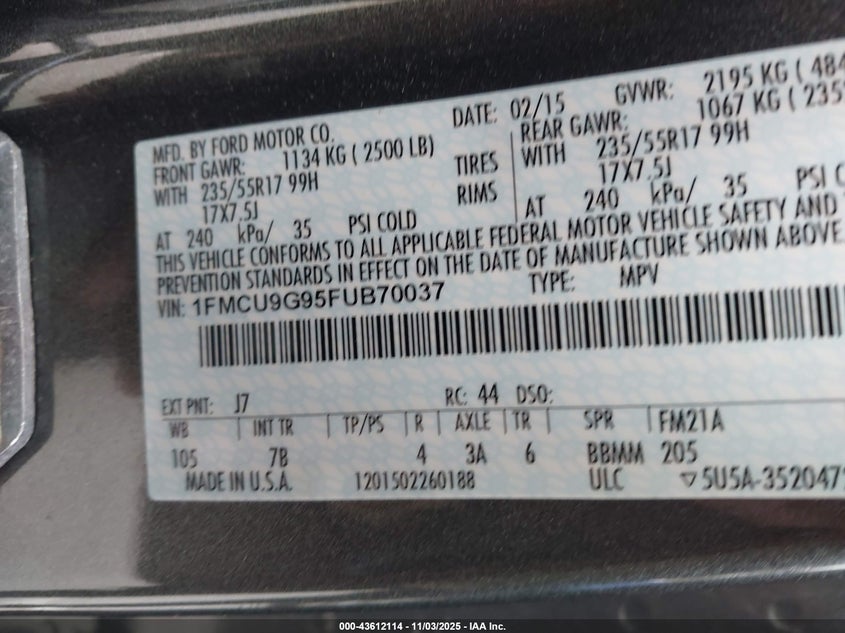 MFD. BY FORD MOTOR CO. DATE: 02/15 GVWR: 2195 KG ( 484
FRONT GAWR: 1134 KG ( 2500 LB) REAR GAWR: 1067 KG ( 235
WITH 235/55R17 99H TIRES WITH 235/55R17 99H
17X7.5J RIMS 17X7.5J
AT 240 kPa/ 35 PSI COLD AT 240 kPa/ 35 PSI C
THIS VEHICLE CONFORMS TO ALL APPLICABLE FEDERAL MOTOR VEHICLE SAFETY AND
PREVENTION STANDARDS IN EFFECT ON THE DATE OF MANUFACTURE SHOWN ABOVE.
VIN: 1FMCU9G95FUB70037 TYPE: MPV
EXT PNT: J7 RC: 44 DSO:
WB INT TR TP/PS R AXLE TR SPR FM21A
105 7B 4 3A 6 BBMM 205
MADE IN U.S.A. 1201502260188 ULC ▽5U5A-352047
000-43612114 - 11/03/2025 - IAA Inc.